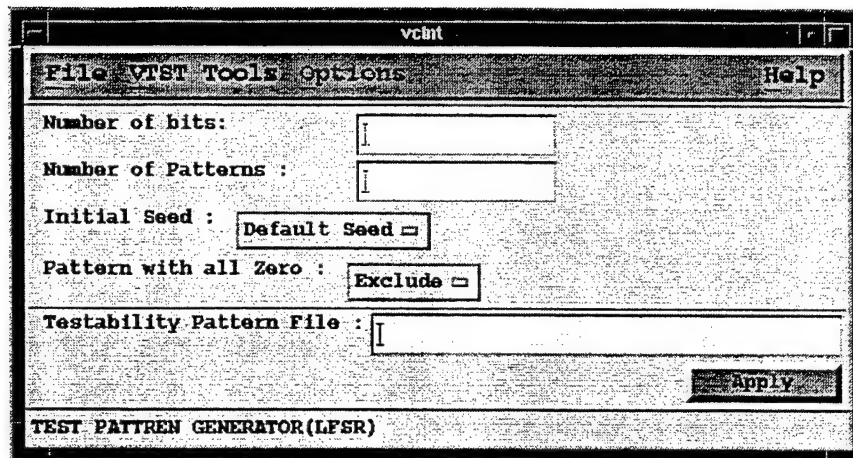 vcint
File VTST Tools Options Help
Number of bits:
Number of Patterns :
Initial Seed : Default Seed
Pattern with all Zero : Exclude
Testability Pattern File :
Apply
TEST PATTREN GENERATOR(LFSR)